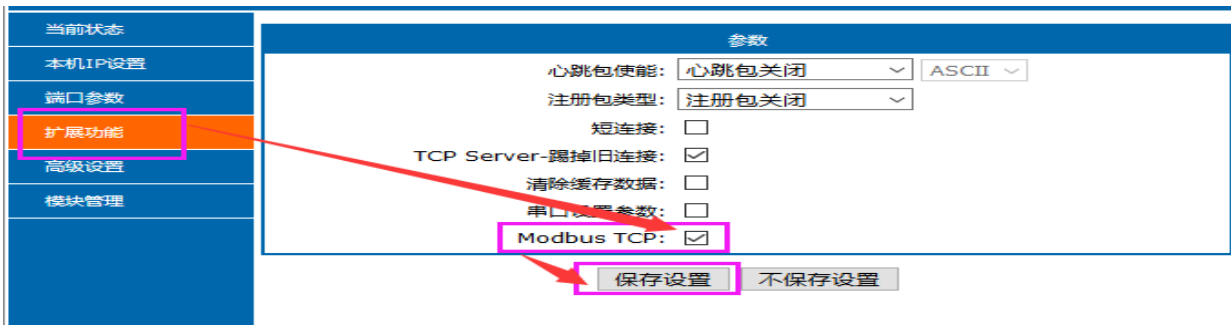 当前状态
本机IP设置
端口参数
扩展功能
高级设置
模块管理
参数
心跳包使能: 心跳包关闭 ASCII
注册包类型: 注册包关闭
短连接:
TCP Server-踢掉旧连接:
清除缓存数据:
串口设置参数:
Modbus TCP:
保存设置 不保存设置